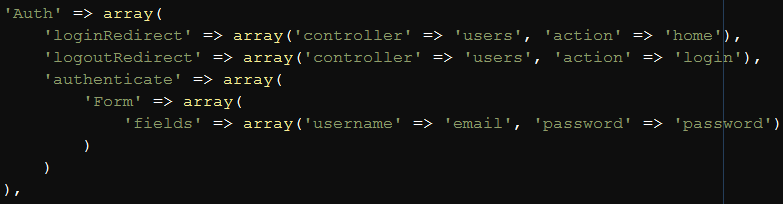 'Auth' => array(
    'loginRedirect' => array('controller' => 'users', 'action' => 'home'),
    'logoutRedirect' => array('controller' => 'users', 'action' => 'login'),
    'authenticate' => array(
        'Form' => array(
            'fields' => array('username' => 'email', 'password' => 'password')
        )
    )
),